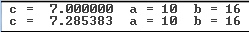 c =  7.000000  a = 10  b = 16
c =  7.285383  a = 10  b = 16